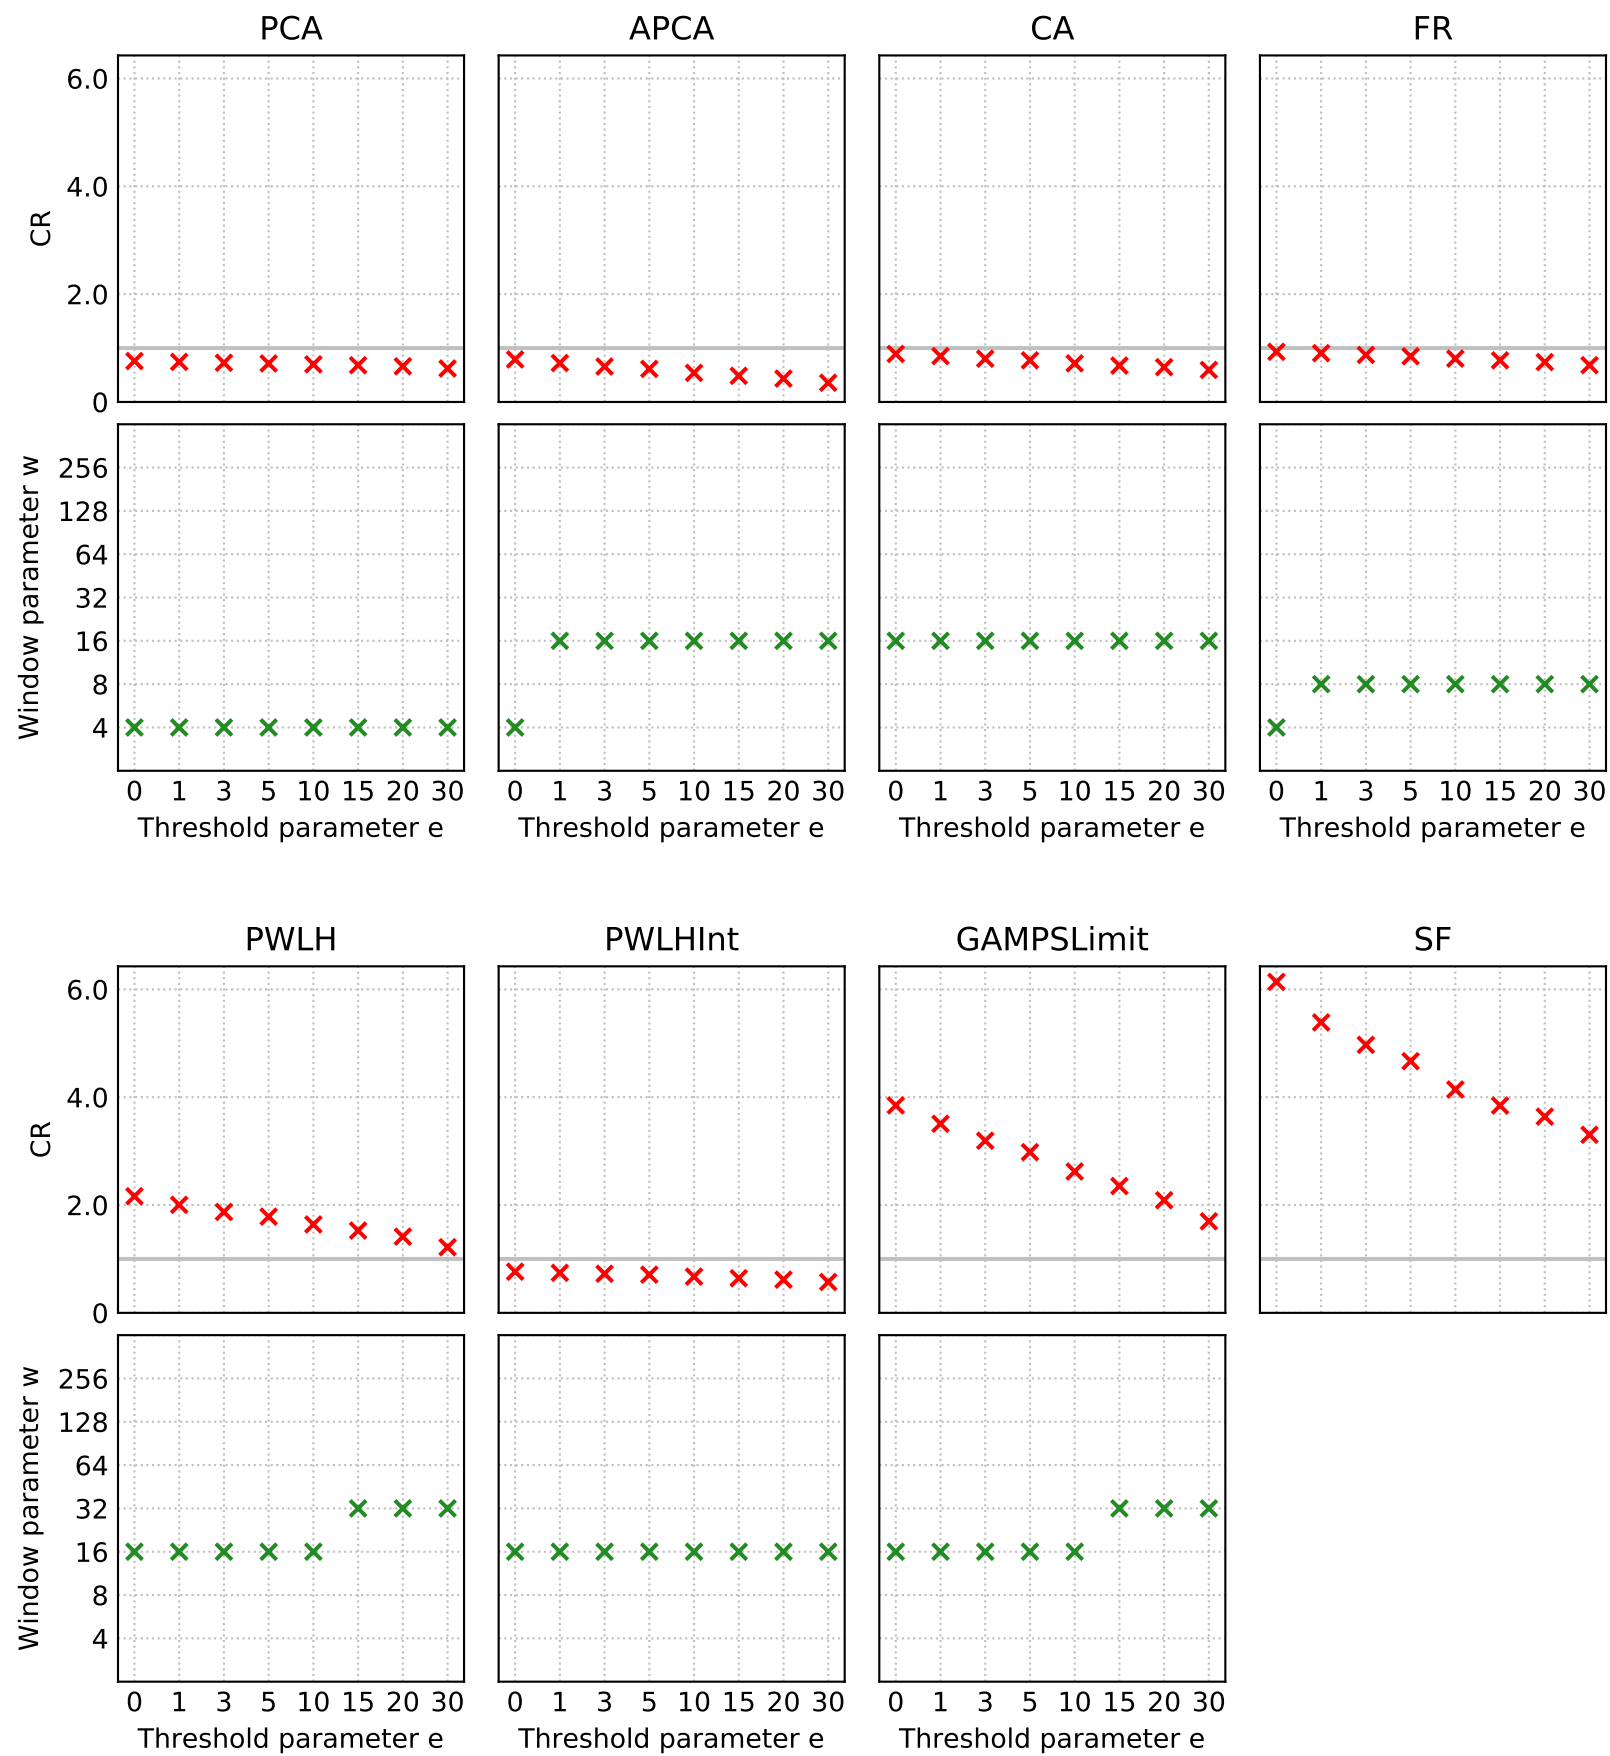 PCA APCA CA FR
6.0
4.0
2.0
0
CR
256
128
64
32
16
8
4
Window parameter w
0 1 3 5 10 15 20 30 0 1 3 5 10 15 20 30 0 1 3 5 10 15 20 30 0 1 3 5 10 15 20 30
Threshold parameter e Threshold parameter e Threshold parameter e Threshold parameter e
PWLH PWLHInt GAMPSLimit SF
6.0
4.0
2.0
0
CR
256
128
64
32
16
8
4
Window parameter w
0 1 3 5 10 15 20 30 0 1 3 5 10 15 20 30 0 1 3 5 10 15 20 30
Threshold parameter e Threshold parameter e Threshold parameter e